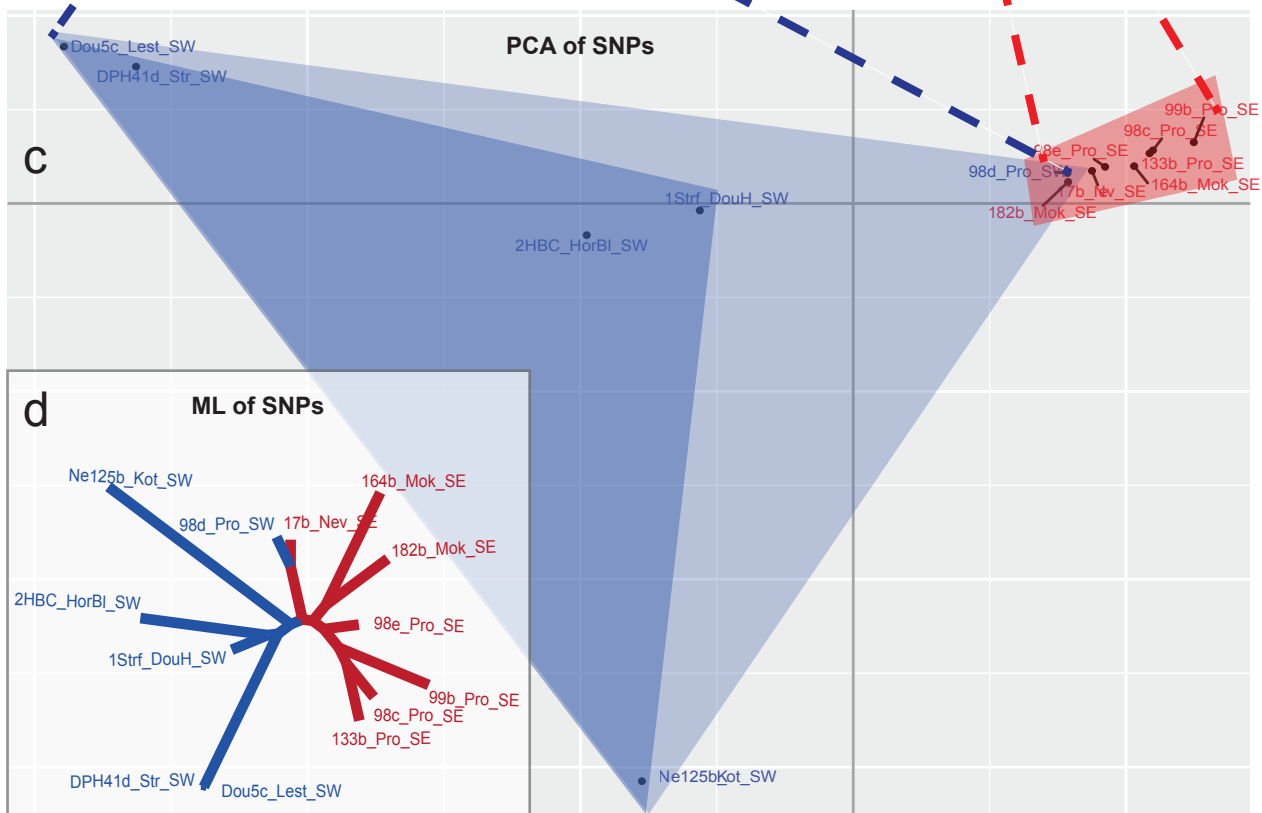 PCA of SNPs
Dou5c_Lest_SW
DPH41d_Str_SW
c
99b_Pro_SE
98c_Pro_SE
98e_Pro_SE
133b_Pro_SE
98d_Pro_SW
164b_Mok_SE
17b_Nev_SE
182b_Mok_SE
1Strf_DouH_SW
2HBC_HorBl_SW
Ne125bKot_SW
d
ML of SNPs
Ne125b_Kot_SW
164b_Mok_SE
98d_Pro_SW
17b_Nev_SE
182b_Mok_SE
2HBC_HorBl_SW
98e_Pro_SE
1Strf_DouH_SW
99b_Pro_SE
98c_Pro_SE
133b_Pro_SE
DPH41d_Str_SW
Dou5c_Lest_SW